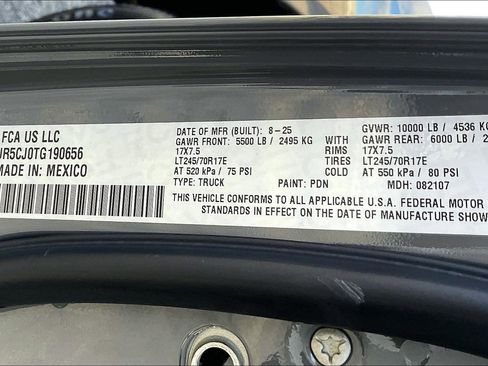 FCA US LLC
DATE OF MFR (BUILT): 8-25
GVWR: 10000 LB / 4536 KG
GAWR FRONT: 5500 LB / 2495 KG WITH
GAWR REAR: 6000 LB /
R5CJ0TG190656
17X7.5 RIMS 17X7.5
LT245/70R17E TIRES LT245/70R17E
MADE IN: MEXICO
AT 520 kPa / 75 PSI COLD AT 550 kPa / 80 PSI
TYPE: TRUCK PAINT: PDN MDH: 082107
THIS VEHICLE CONFORMS TO ALL APPLICABLE U.S.A. FEDERAL MOTOR
STANDARDS IN EFFECT ON THE DATE OF MANUFACTURE SHOW